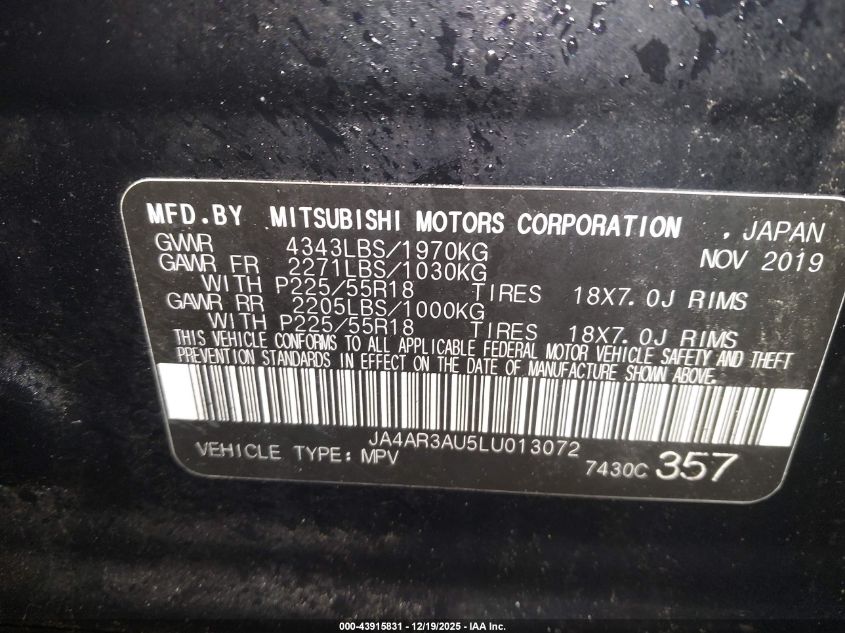 MFD.BY MITSUBISHI MOTORS CORPORATION , JAPAN
GVWR 4343LBS/1970KG NOV 2019
GAWR FR 2271LBS/1030KG
WITH P225/55R18 TIRES 18X7.0J RIMS
GAWR RR 2205LBS/1000KG
WITH P225/55R18 TIRES 18X7.0J RIMS
THIS VEHICLE CONFORMS TO ALL APPLICABLE FEDERAL MOTOR VEHICLE SAFETY AND THEFT
PREVENTION STANDARDS IN EFFECT ON THE DATE OF MANUFACTURE SHOWN ABOVE.
JA4AR3AU5LU013072
VEHICLE TYPE: MPV 7430C 357
000-43915831 - 12/19/2025 - IAA Inc.